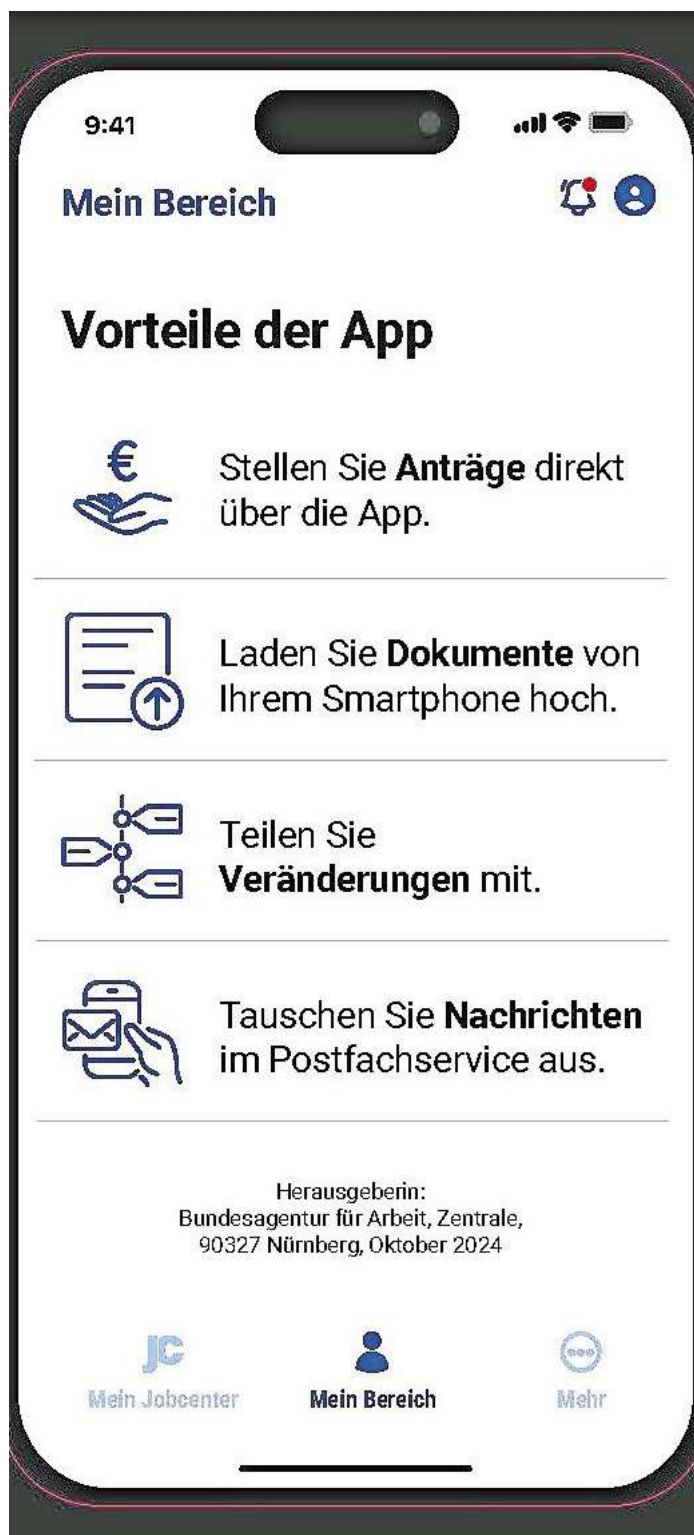 9:41
Mein Bereich
Vorteile der App
€
Stellen Sie Anträge direkt
über die App.
Laden Sie Dokumente von
Ihrem Smartphone hoch.
Teilen Sie
Veränderungen mit.
Tauschen Sie Nachrichten
im Postfachservice aus.
Herausgeberin:
Bundesagentur für Arbeit, Zentrale,
90327 Nürnberg, Oktober 2024
JC
Mein Jobcenter
Mein Bereich
Mehr